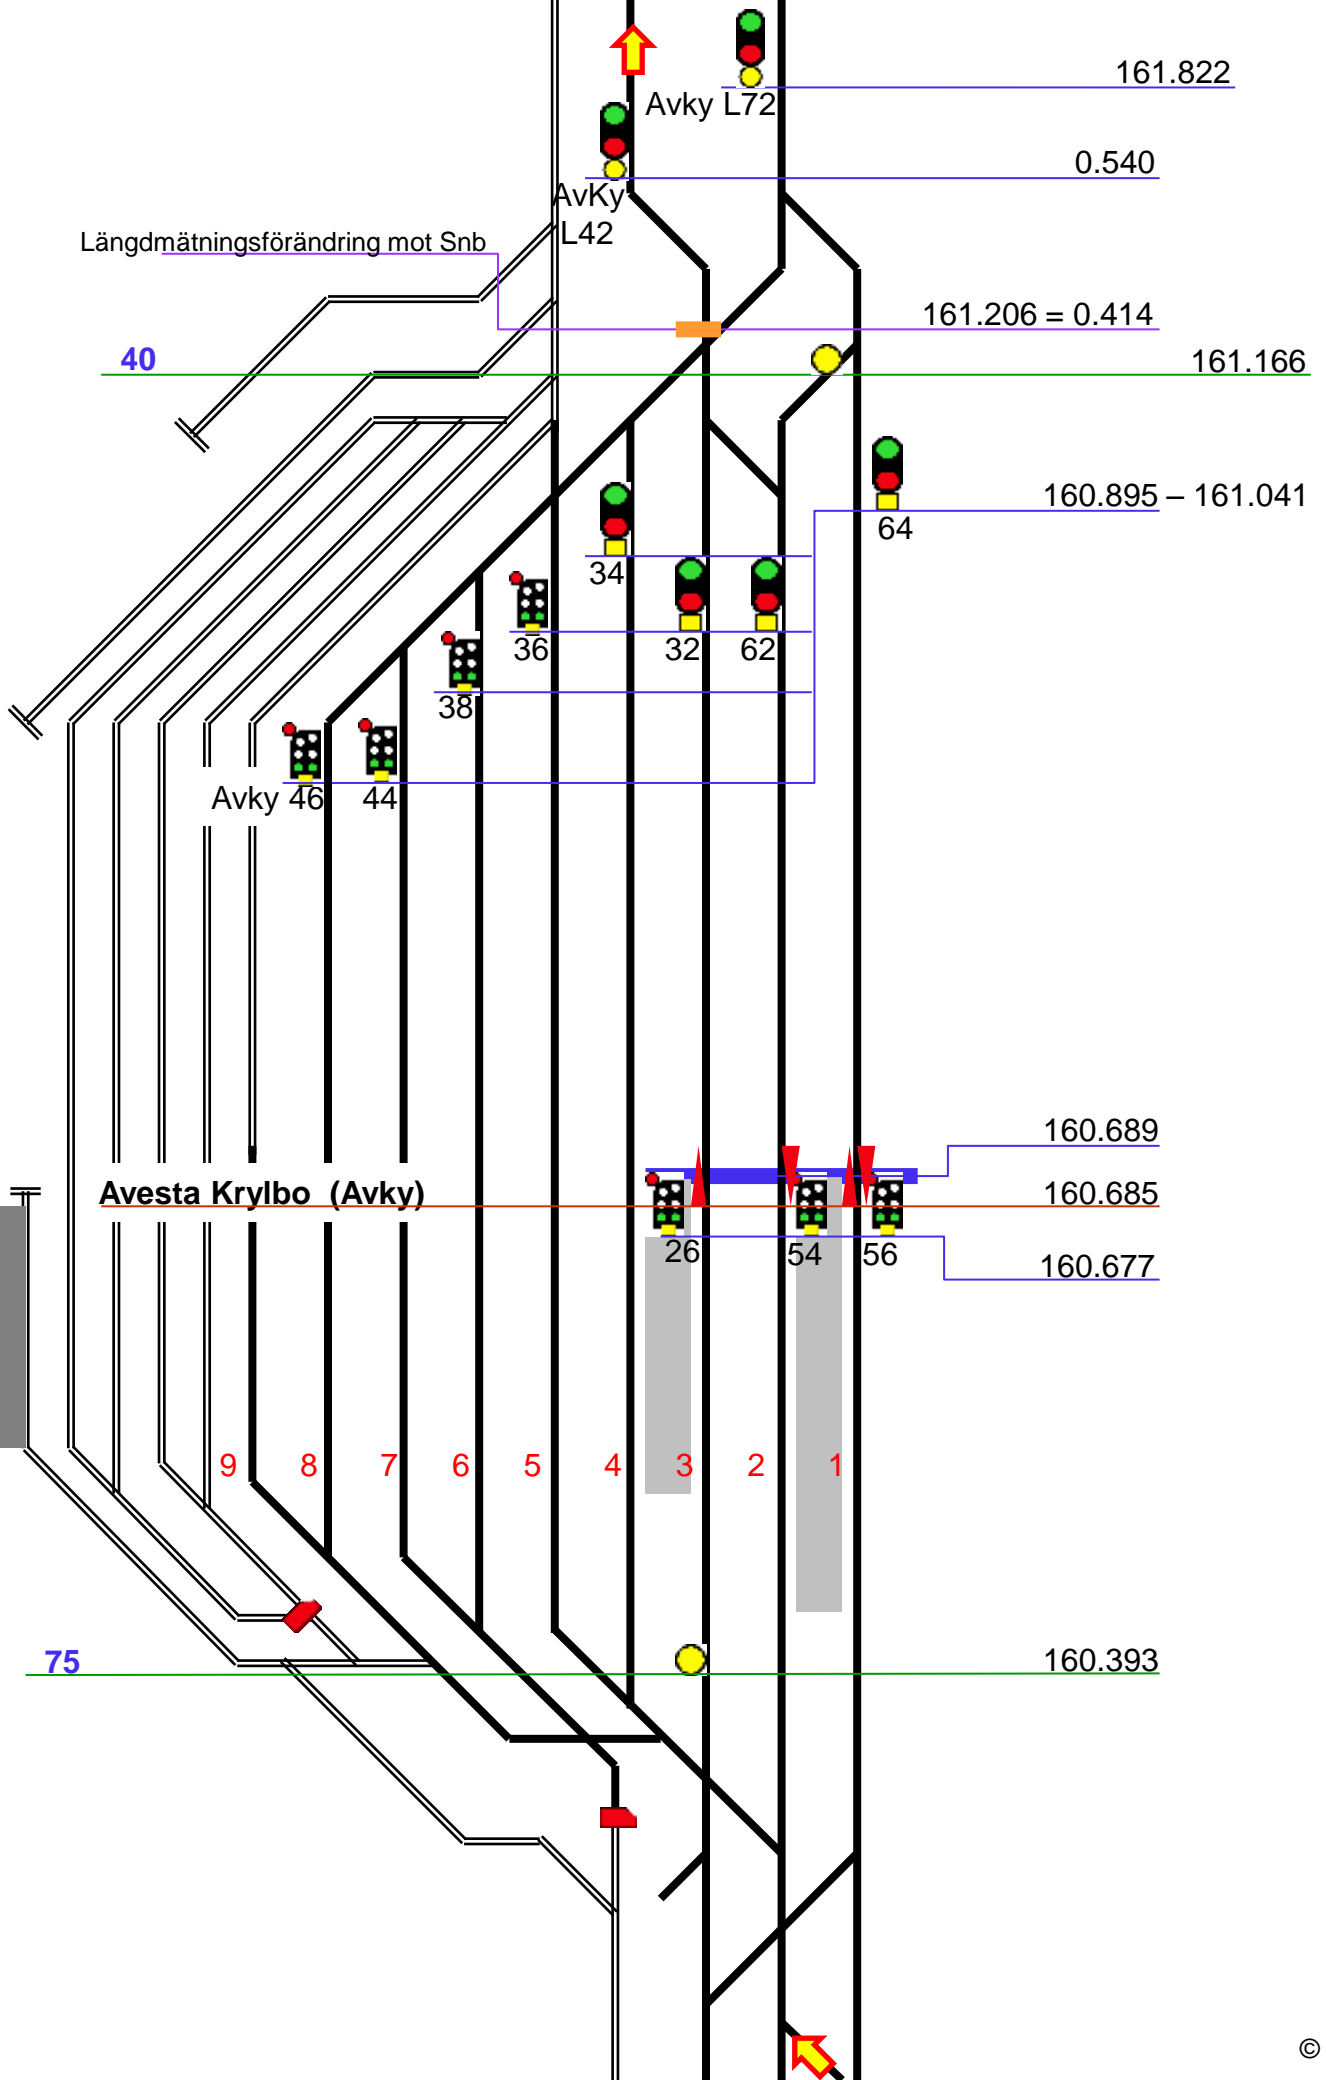 161.822
Avky L72
0.540
AvKy
L42
Längdmätningsförändring mot Snb
161.206 = 0.414
40
161.166
160.895 – 161.041
64
34
36
32
62
38
Avky 46
44
160.689
Avesta Krylbo (Avky)
160.685
26
54
56
160.677
9 8 7 6 5 4 3 2 1
75
160.393
©